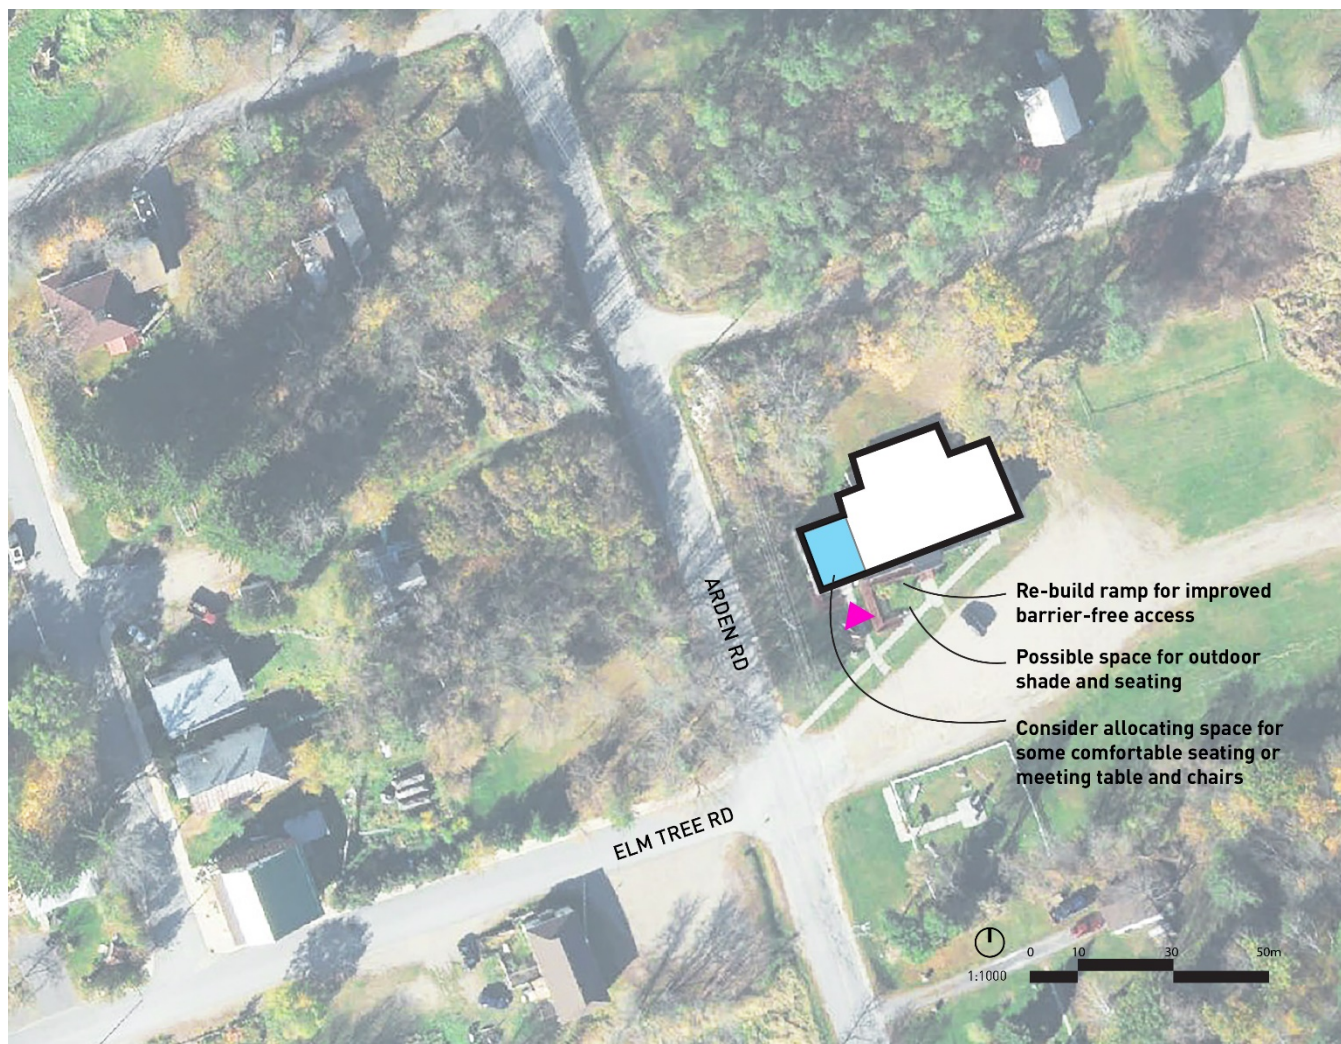 ARDEN RD
Re-build ramp for improved
barrier-free access
Possible space for outdoor
shade and seating
Consider allocating space for
some comfortable seating or
meeting table and chairs
ELM TREE RD
0 10 30 50m
1:1000